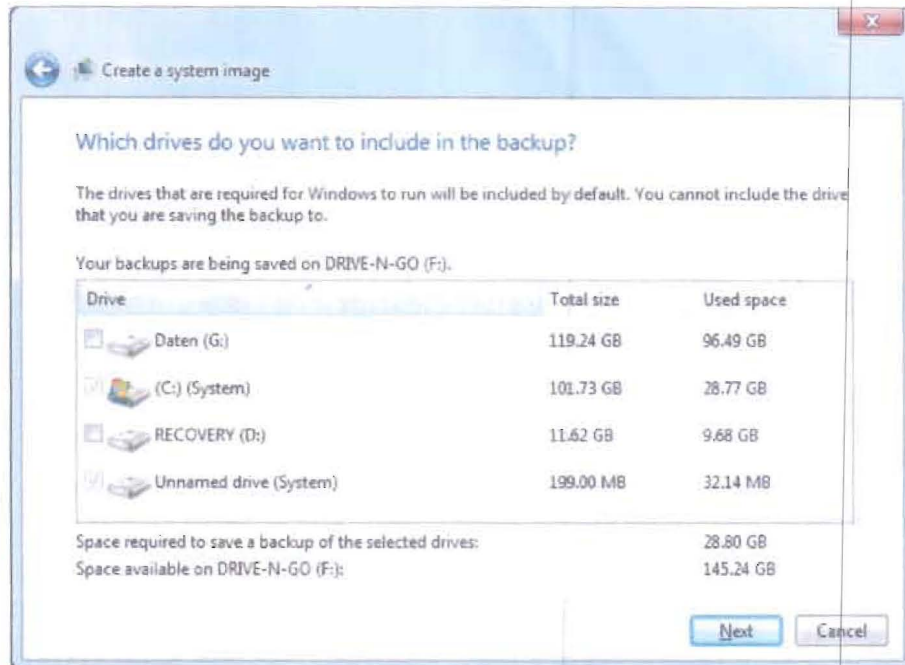 Create a system image
Which drives do you want to include in the backup?
The drives that are required for Windows to run will be included by default. You cannot include the drive
that you are saving the backup to.
Your backups are being saved on DRIVE-N-GO (F:).
Drive Total size Used space
Daten (G:) 119.24 GB 96.49 GB
(C:) (System) 101.73 GB 28.77 GB
RECOVERY (D:) 11.62 GB 9.68 GB
Unnamed drive (System) 199.00 MB 32.14 MB
Space required to save a backup of the selected drives: 28.80 GB
Space available on DRIVE-N-GO (F:): 145.24 GB
Next Cancel